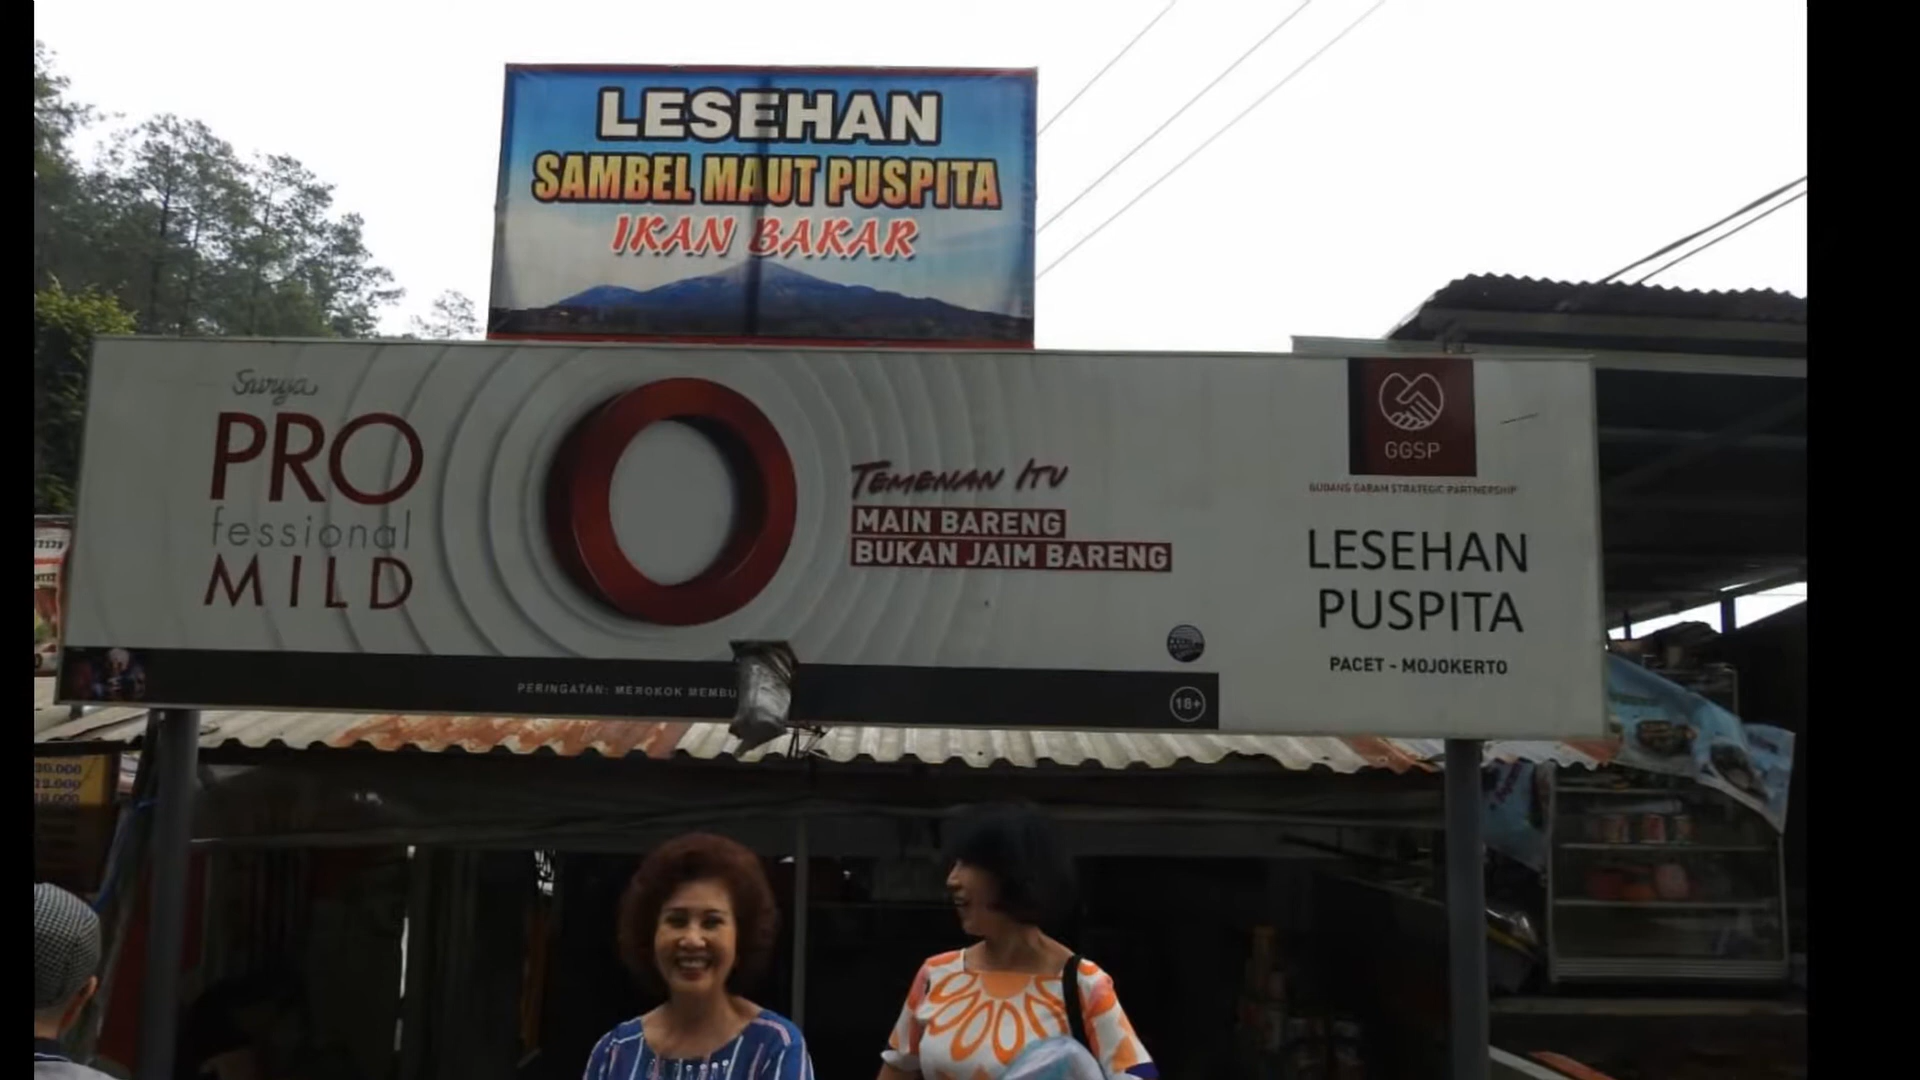 LESEHAN
SAMBEL MAUT PUSPITA
IKAN BAKAR
Surya
PRO
fessional
MILD
TEMENAN ITU
MAIN BARENG
BUKAN JAIM BARENG
GGSP
GUDANG GARAM STRATEGIC PARTNERSHIP
LESEHAN
PUSPITA
PACET - MOJOKERTO
PERINGATAN: MEROKOK MEMBU
18+